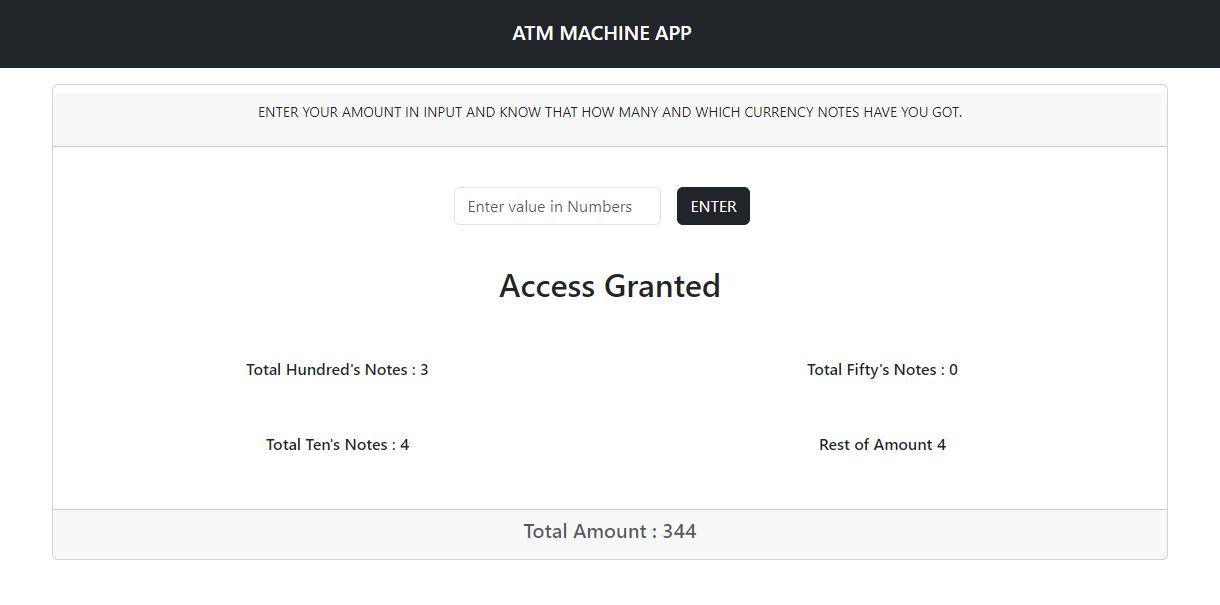 ATM MACHINE APP
ENTER YOUR AMOUNT IN INPUT AND KNOW THAT HOW MANY AND WHICH CURRENCY NOTES HAVE YOU GOT.
Enter value in Numbers
ENTER
Access Granted
Total Hundred's Notes : 3
Total Fifty's Notes : 0
Total Ten's Notes : 4
Rest of Amount 4
Total Amount : 344